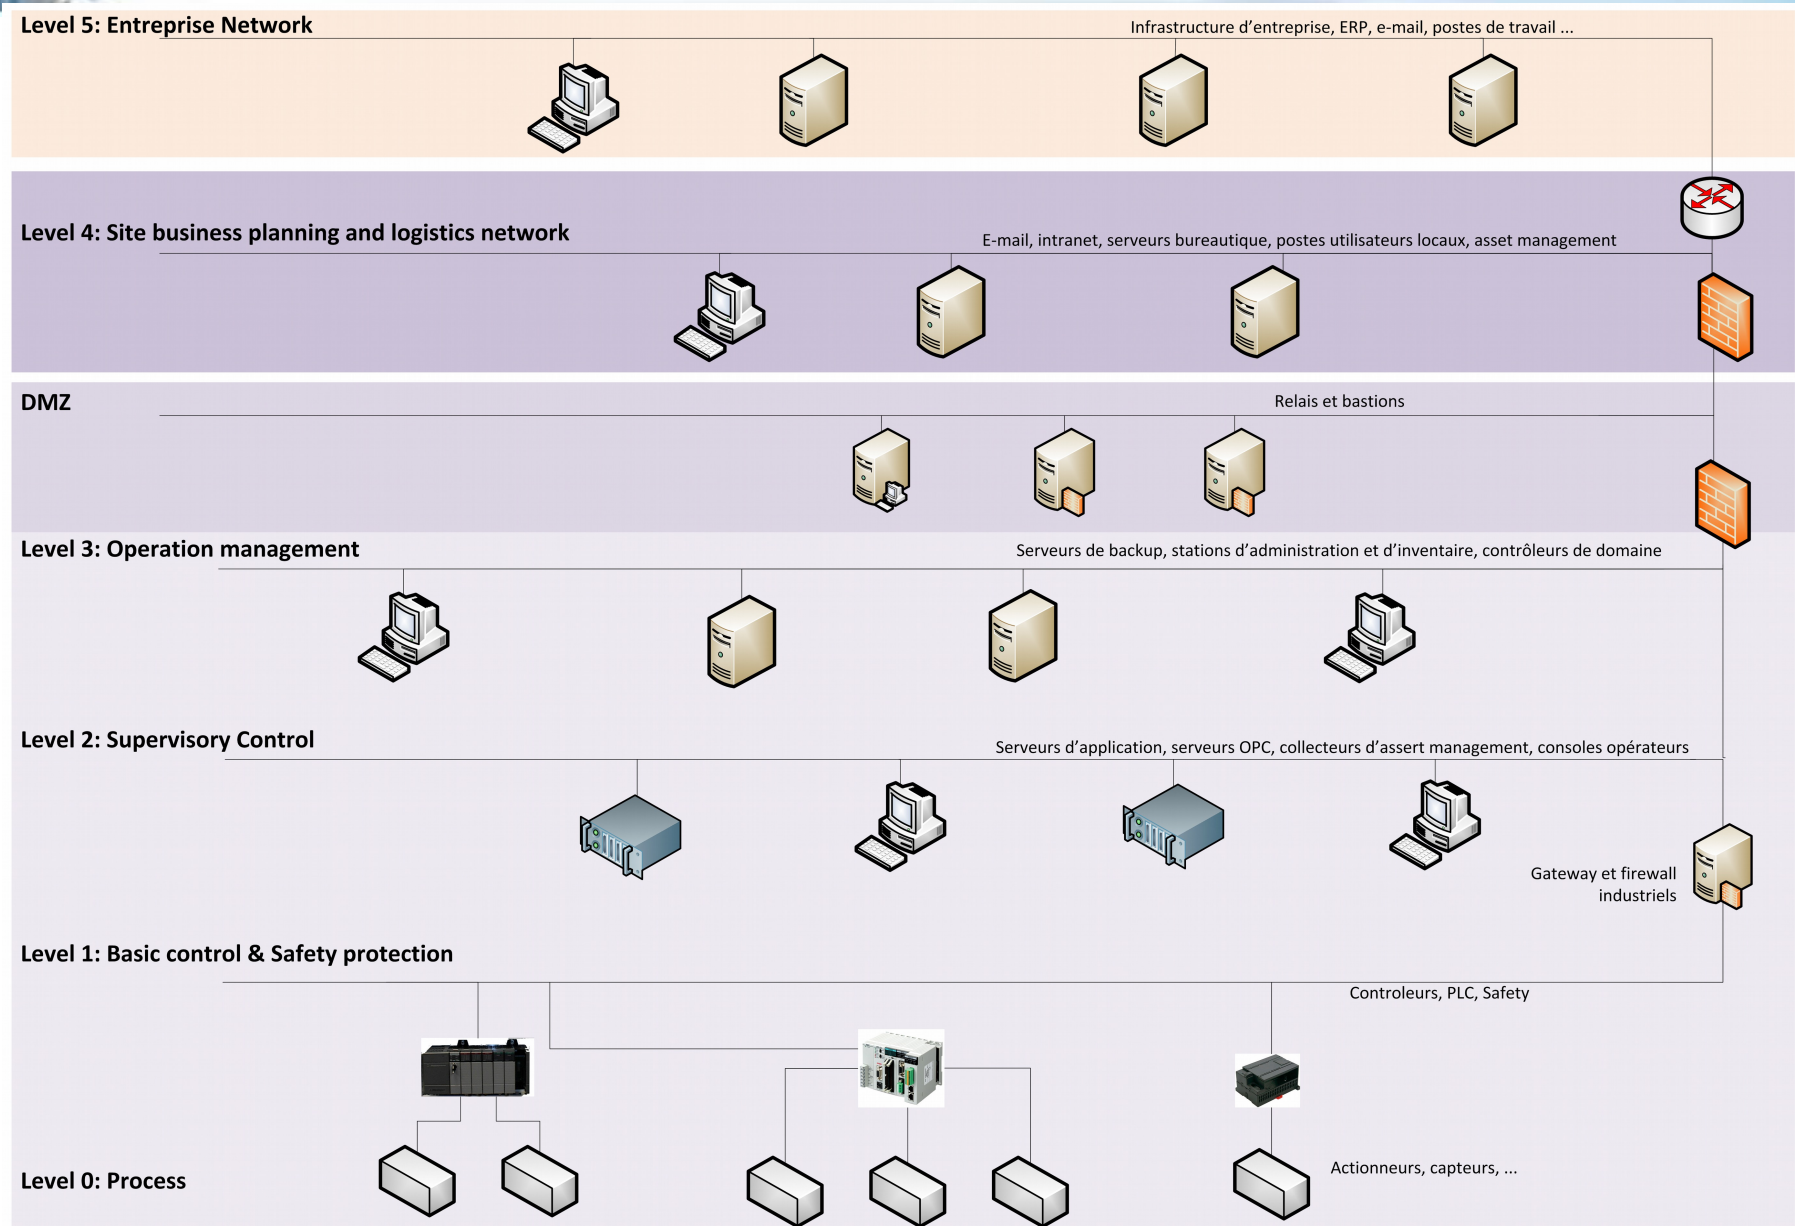 Level 5: Entreprise Network
Infrastructure d'entreprise, ERP, e-mail, postes de travail ...
Level 4: Site business planning and logistics network
E-mail, intranet, serveurs bureautique, postes utilisateurs locaux, asset management
DMZ
Relais et bastions
Level 3: Operation management
Serveurs de backup, stations d'administration et d'inventaire, contrôleurs de domaine
Level 2: Supervisory Control
Serveurs d'application, serveurs OPC, collecteurs d'assert management, consoles opérateurs
Gateway et firewall
industriels
Level 1: Basic control & Safety protection
Controleurs, PLC, Safety
Level 0: Process
Actionneurs, capteurs, ...